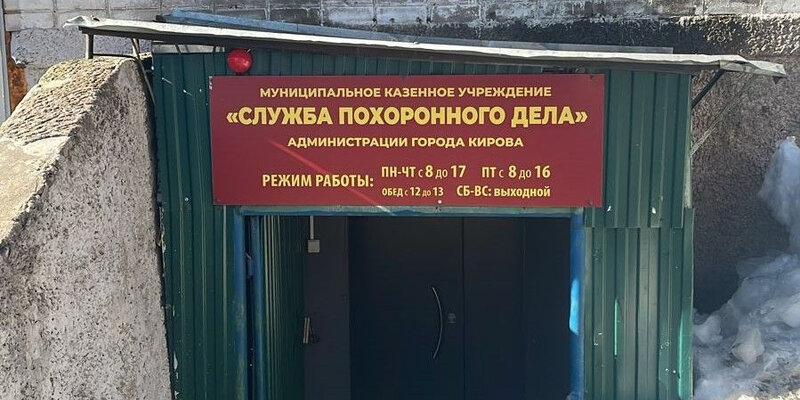 МУНИЦИПАЛЬНОЕ КАЗЕННОЕ УЧРЕЖДЕНИЕ
«СЛУЖБА ПОХОРОННОГО ДЕЛА»
АДМИНИСТРАЦИИ ГОРОДА КИРОВА
РЕЖИМ РАБОТЫ: ПН-ЧТ с 8 до 17 ПТ с 8 до 16
ОБЕД с 12 до 13 СБ-ВС: выходной